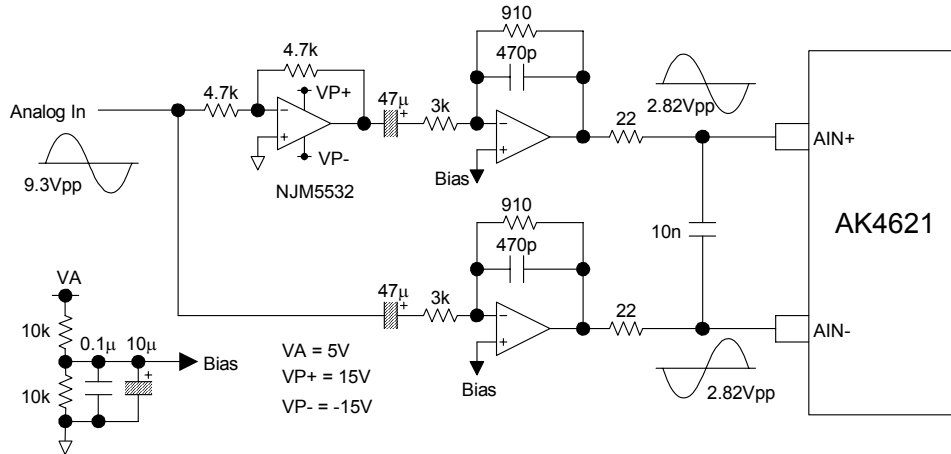 910
4.7k
470p
4.7k
VP+
47μ
+
3k
2.82Vpp
Analog In
−
+
−
+
22
AIN+
VP-
Bias
9.3Vpp
NJM5532
910
10n
AK4621
470p
VA
47μ
+
3k
22
10k
0.1μ
10μ
−
+
AIN-
Bias
VA = 5V
+
10k
VP+ = 15V
Bias
2.82Vpp
VP- = -15V